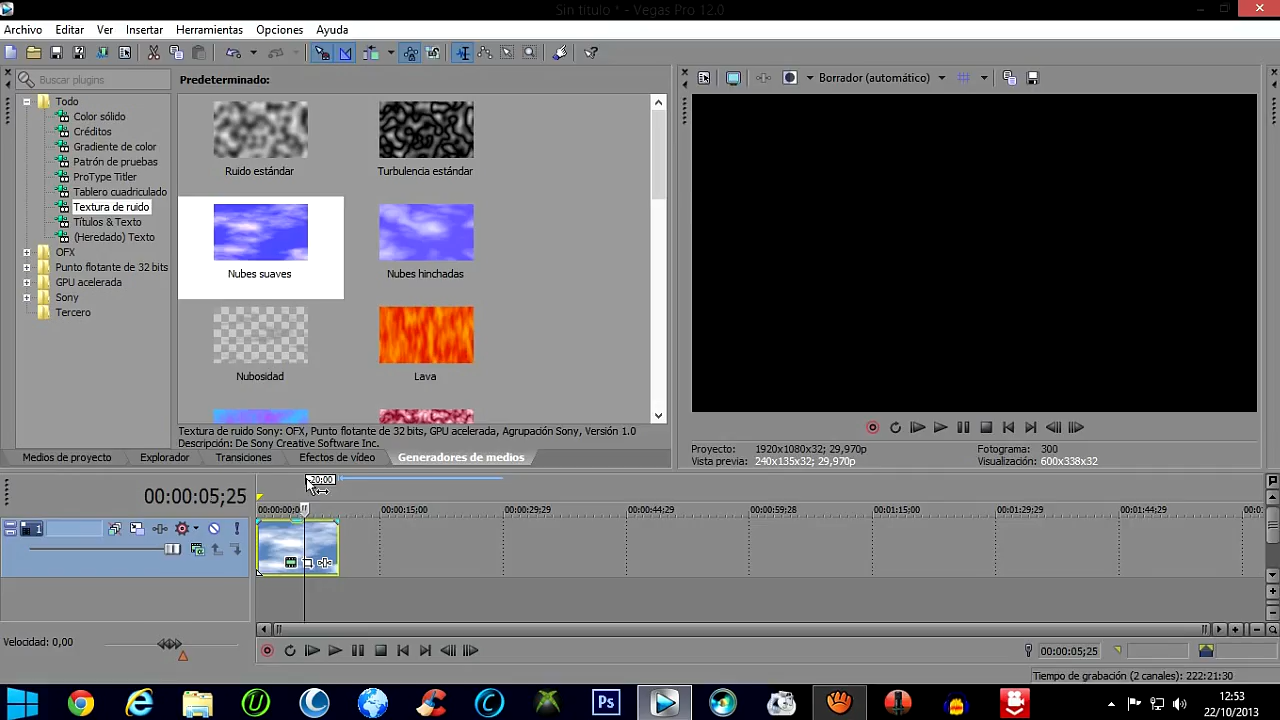 Sin titulo * - Vegas Pro 12.0
Archivo Editar Ver Insertar Herramientas Opciones Ayuda
Borrador (automático)
Buscar plugins
Todo
Color sólido
Créditos
Gradiente de color
Patrón de pruebas
ProType Titler
Tablero cuadriculado
Textura de ruido
Títulos & Texto
(Heredado) Texto
OFX
Punto flotante de 32 bits
GPU acelerada
Sony
Tercero
Predeterminado:
Ruido estándar
Turbulencia estándar
Nubes suaves
Nubes hinchadas
Nubosidad
Lava
Textura de ruido Sony: OFX, Punto flotante de 32 bits, GPU acelerada, Agrupación Sony, Versión 1.0
Descripción: De Sony Creative Software Inc.
Medios de proyecto Explorador Transiciones Efectos de vídeo Generadores de medios
Proyecto: 1920x1080x32; 29,970p
Vista previa: 240x135x32; 29,970p
Fotograma: 300
Visualización: 600x338x32
00:00:05;25
-20:00
00:00:15:00 00:00:29:29 00:00:44:29 00:00:59:28 00:01:15:00 00:01:29:29 00:01:44:29
1
Velocidad: 0,00
00:00:05;25
Tiempo de grabación (2 canales): 222:21:30
Ps
12:53
22/10/2013